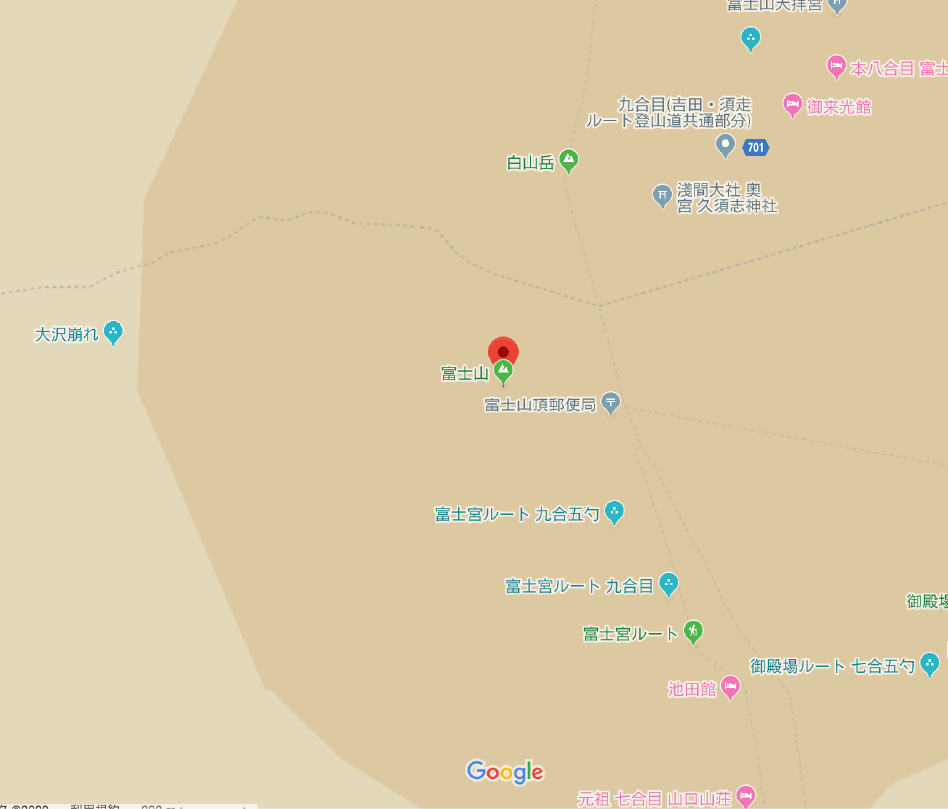 富士山天拝宮
本八合目 富士
御来光館
九合目(吉田・須走
ルート登山道共通部分)
701
白山岳
淺間大社 奥
宮 久須志神社
大沢崩れ
富士山
富士山頂郵便局
富士宮ルート 九合五勺
富士宮ルート 九合目
御殿場
富士宮ルート
御殿場ルート 七合五勺
池田館
Google
元祖 七合目 山口山荘